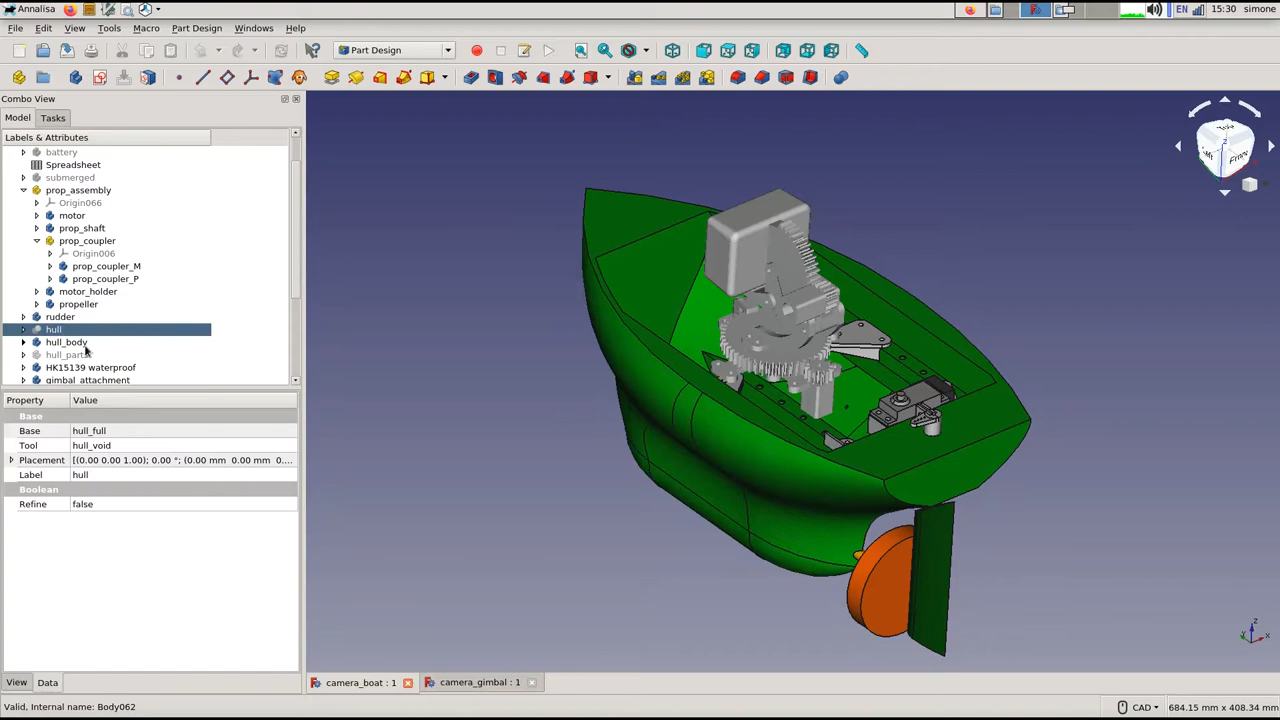 Annalisa
EN 15:30 simone
File Edit View Tools Macro Part Design Windows Help
Part Design
Combo View
Model Tasks
Labels & Attributes
battery
Spreadsheet
submerged
prop_assembly
Origin066
motor
prop_shaft
prop_coupler
Origin006
prop_coupler_M
prop_coupler_P
motor_holder
propeller
rudder
hull
hull_body
hull_parts
HK15139 waterproof
gimbal_attachment
Property Value
Base
Base hull_full
Tool hull_void
Placement [(0.00 0.00 1.00); 0.00 °; (0.00 mm 0.00 mm 0....
Label hull
Boolean
Refine false
Front
z
x
View Data
camera_boat : 1 camera_gimbal : 1
Valid, Internal name: Body062
CAD 684.15 mm x 408.34 mm